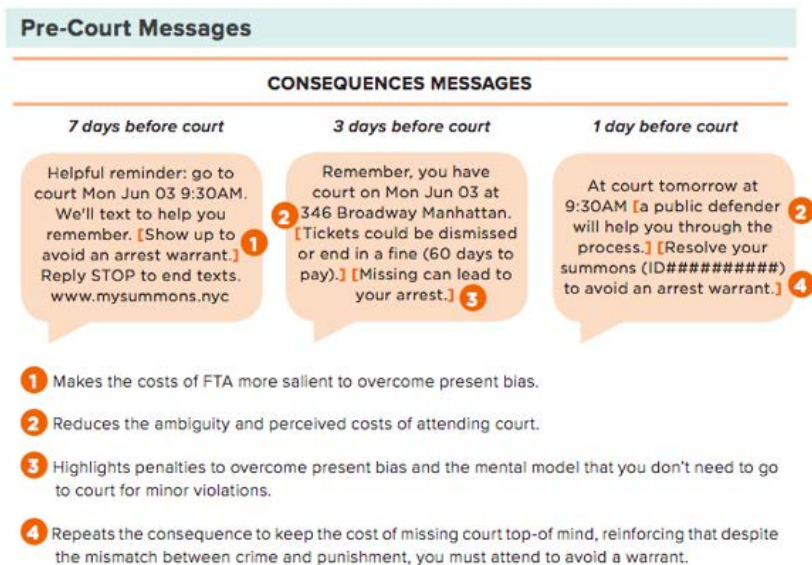 Pre-Court Messages
CONSEQUENCES MESSAGES
7 days before court
3 days before court
1 day before court
Helpful reminder: go to
court Mon Jun 03 9:30AM.
We'll text to help you
remember. [Show up to
avoid an arrest warrant.] 1
Reply STOP to end texts.
www.mysummons.nyc
Remember, you have
court on Mon Jun 03 at
2 346 Broadway Manhattan.
[Tickets could be dismissed
or end in a fine (60 days to
pay).] [Missing can lead to
your arrest.] 3
At court tomorrow at
9:30AM [a public defender 2
will help you through the
process.] [Resolve your
summons (ID##########)
to avoid an arrest warrant.] 4
1 Makes the costs of FTA more salient to overcome present bias.
2 Reduces the ambiguity and perceived costs of attending court.
3 Highlights penalties to overcome present bias and the mental model that you don't need to go
to court for minor violations.
4 Repeats the consequence to keep the cost of missing court top-of mind, reinforcing that despite
the mismatch between crime and punishment, you must attend to avoid a warrant.